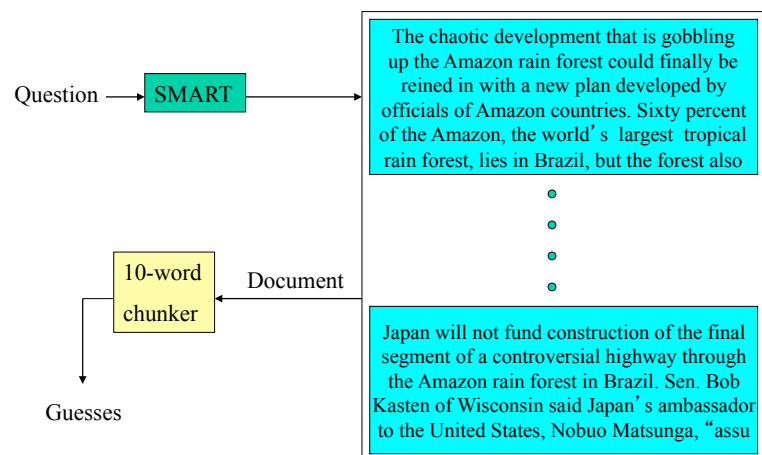 Question
SMART
The chaotic development that is gobbling
up the Amazon rain forest could finally be
reined in with a new plan developed by
officials of Amazon countries. Sixty percent
of the Amazon, the world’s largest tropical
rain forest, lies in Brazil, but the forest also
10-word
chunker
Document
Guesses
Japan will not fund construction of the final
segment of a controversial highway through
the Amazon rain forest in Brazil. Sen. Bob
Kasten of Wisconsin said Japan’s ambassador
to the United States, Nobuo Matsunga, “assu